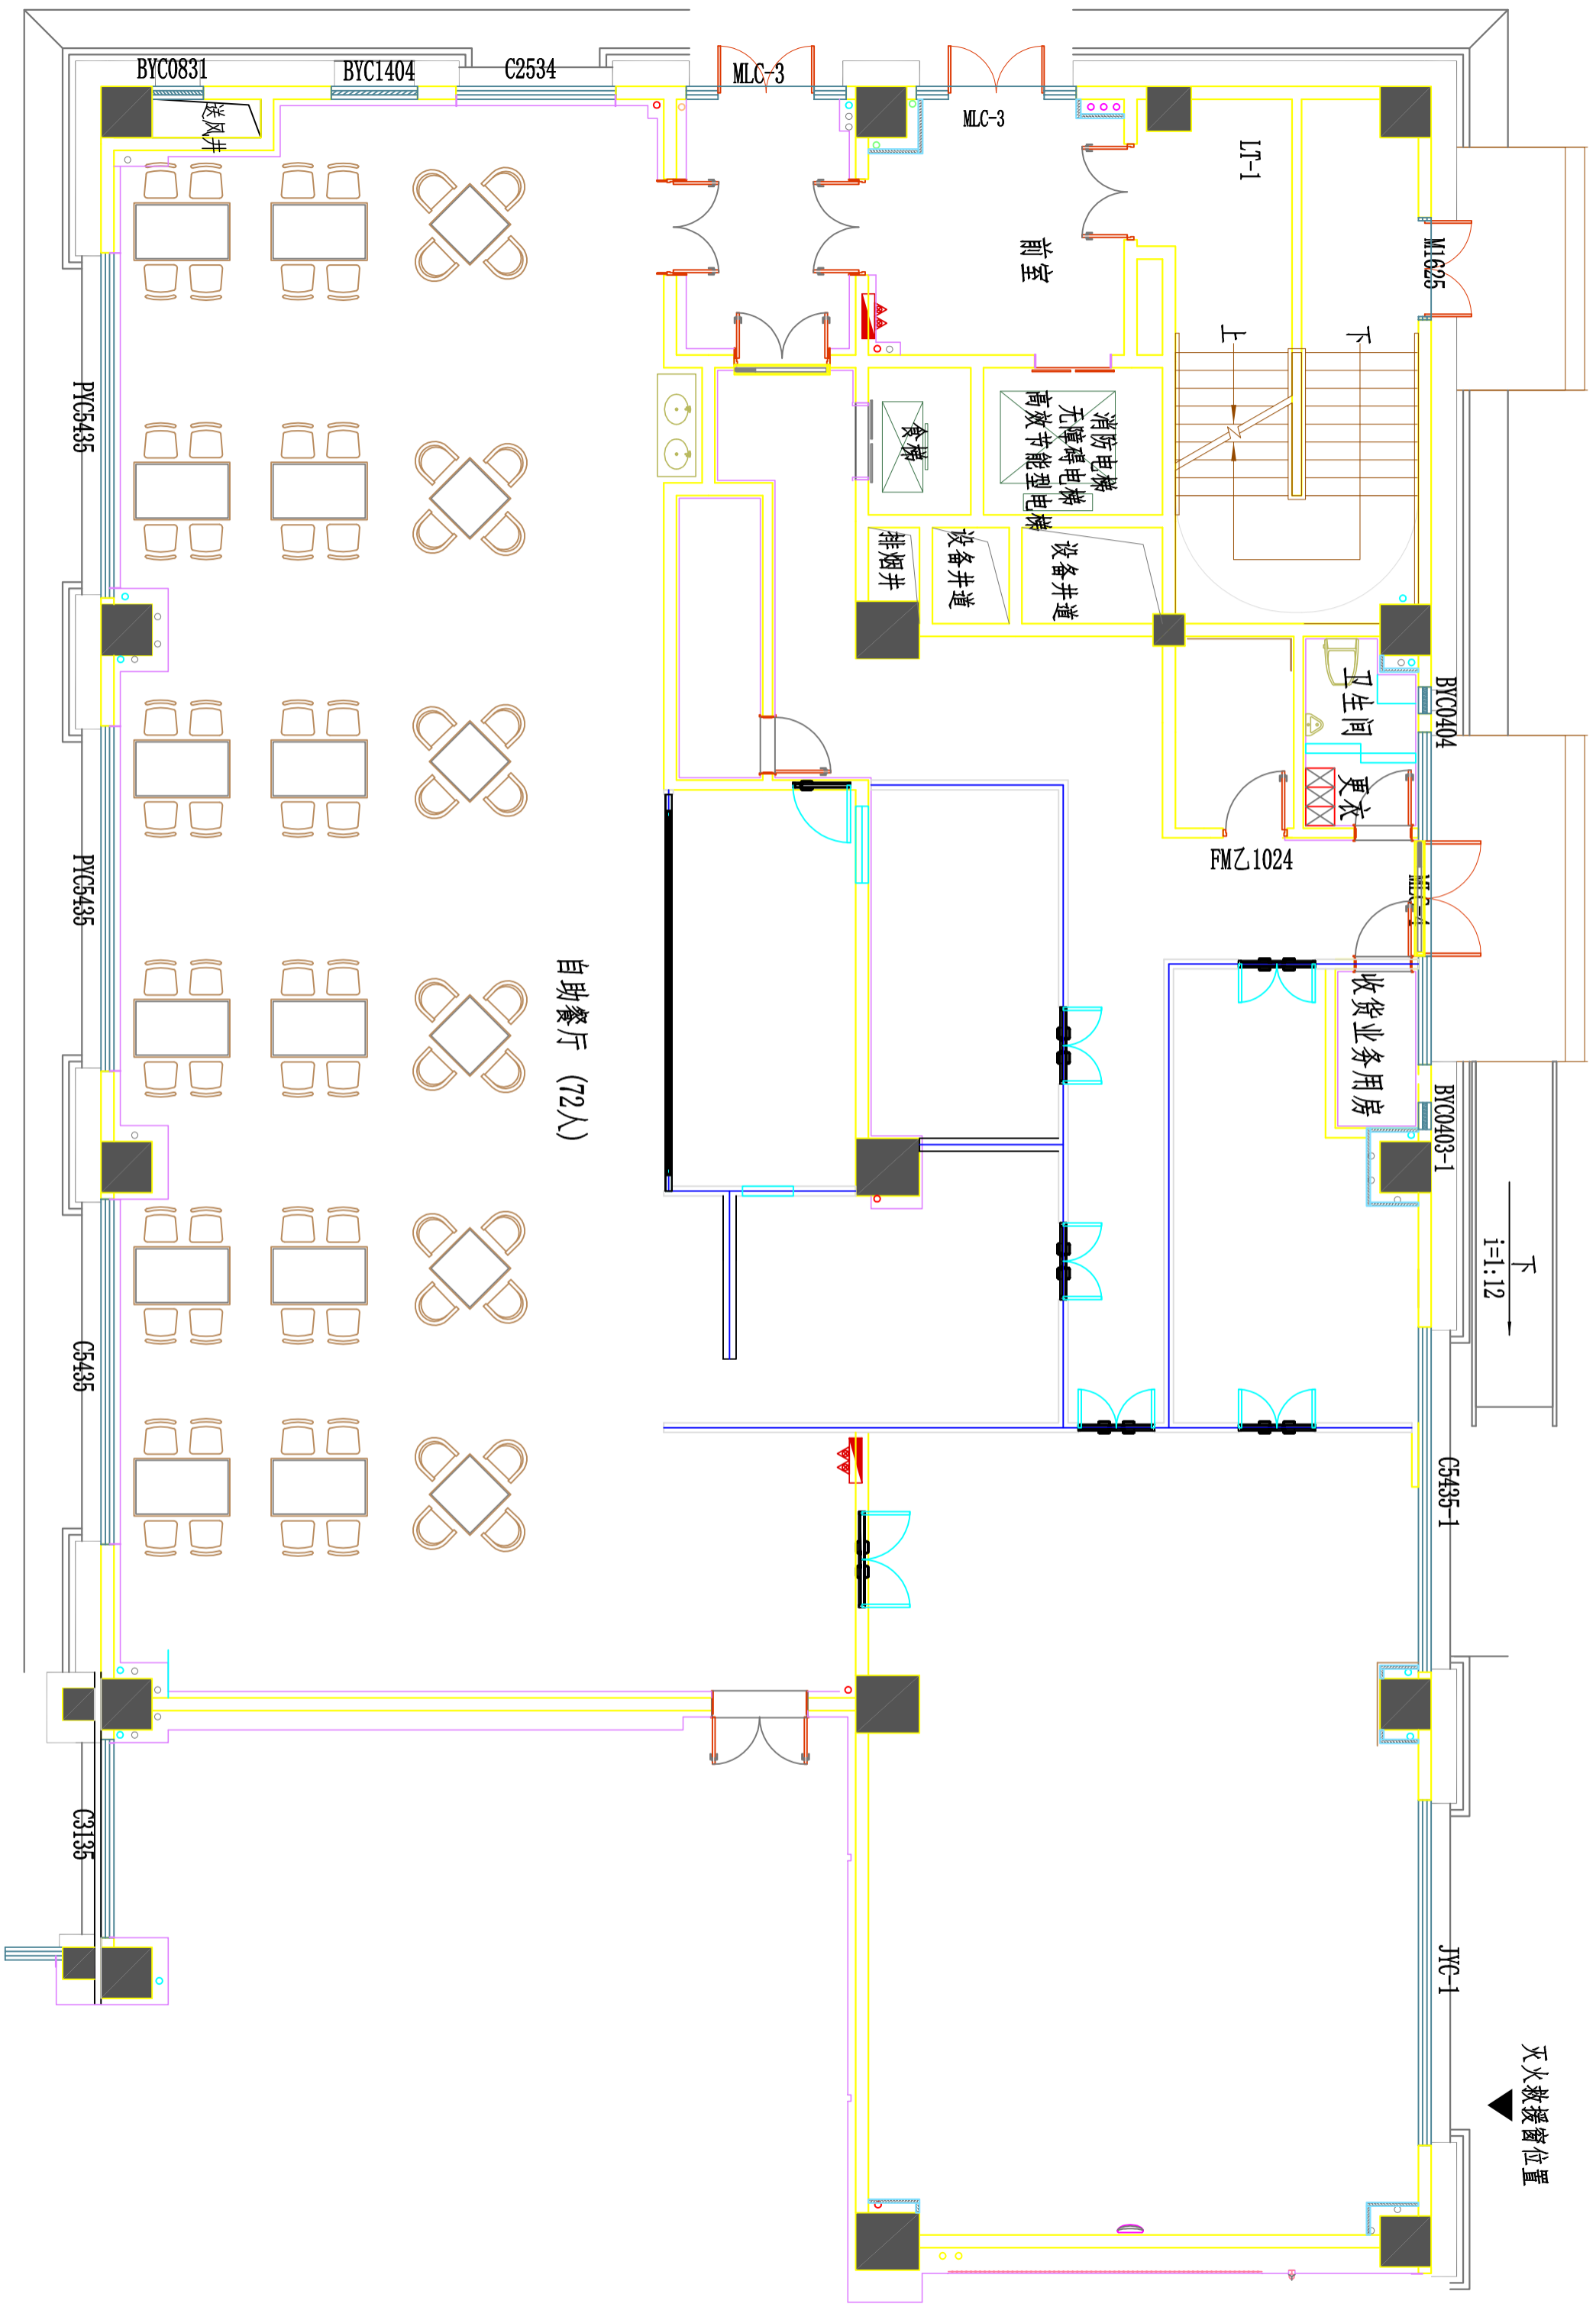 BYC0831
BYC1404
C2534
MLC-3
MLC-3
送风井
LT-1
M1625
前室
上
下
PYC5435
食梯
消防电梯
无障碍电梯
高效节能型电梯
排烟井
设备井道
设备井道
卫生间
BYC0404
更衣
FM乙1024
PYC5435
自助餐厅 (72人)
收货业务用房
BYC0403-1
下
i=1:12
C5435
C5435-1
C3135
JYC-1
灭火救援窗位置